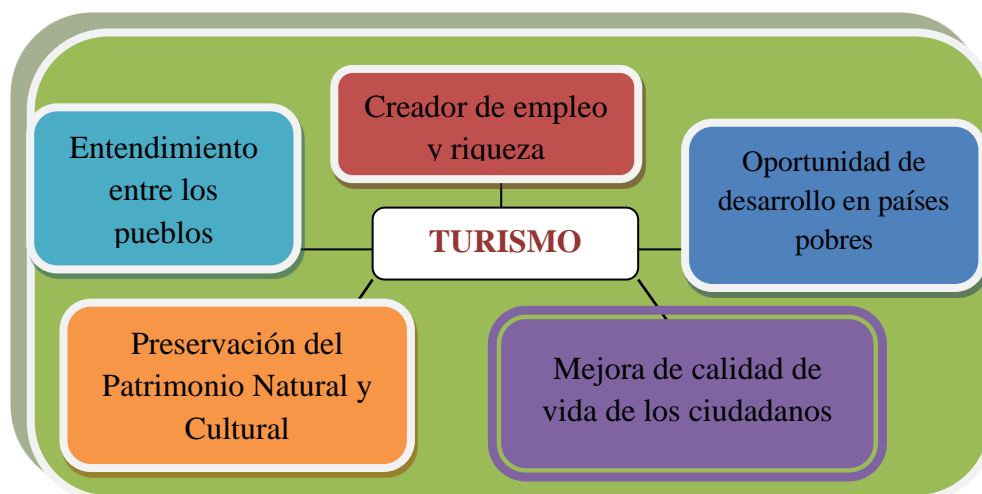 Creador de empleo
y riqueza
Entendimiento
entre los
pueblos
Oportunidad de
desarrollo en países
pobres
TURISMO
Preservación del
Patrimonio Natural y
Cultural
Mejora de calidad de
vida de los ciudadanos